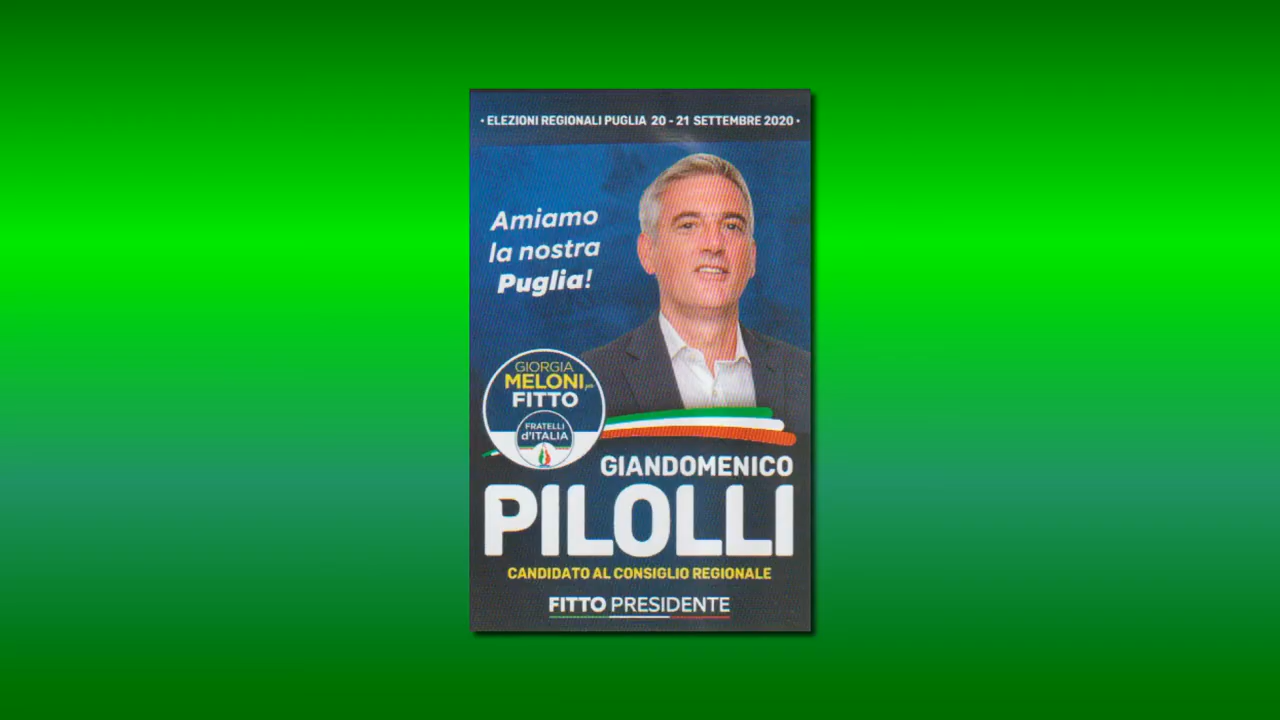 • ELEZIONI REGIONALI PUGLIA 20 - 21 SETTEMBRE 2020 •
Amiamo
la nostra
Puglia!
GIORGIA
MELONI per
FITTO
FRATELLI
d'ITALIA
GIANDOMENICO
PILOLLI
CANDIDATO AL CONSIGLIO REGIONALE
FITTO PRESIDENTE